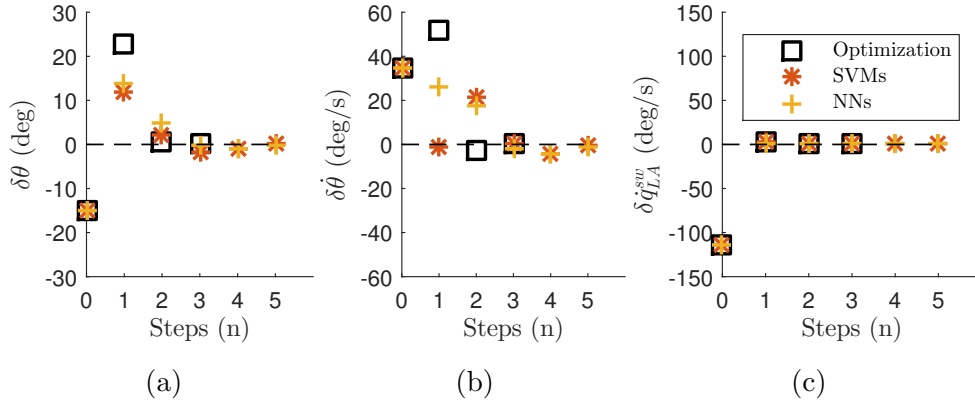 30
20
10
0
-10
-20
-30
δθ (deg)
0 1 2 3 4 5
Steps (n)
(a)
60
40
20
0
-20
-40
-60
δθ̇ (deg/s)
0 1 2 3 4 5
Steps (n)
(b)
150
100
50
0
-50
-100
-150
δq̇_{LA}^{sw} (deg/s)
Optimization
SVMs
NNs
0 1 2 3 4 5
Steps (n)
(c)